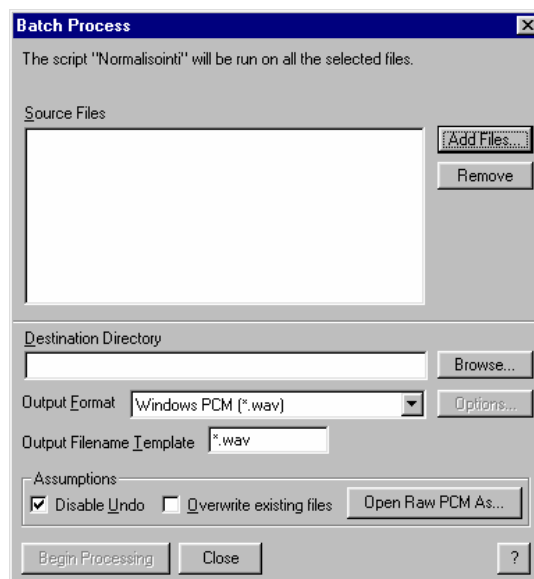 Batch Process
The script "Normalisointi" will be run on all the selected files.
Source Files
Add Files...
Remove
Destination Directory
Browse...
Output Format Windows PCM (*.wav) Options...
Output Filename Template *.wav
Assumptions
Disable Undo Overwrite existing files Open Raw PCM As...
Begin Processing Close ?